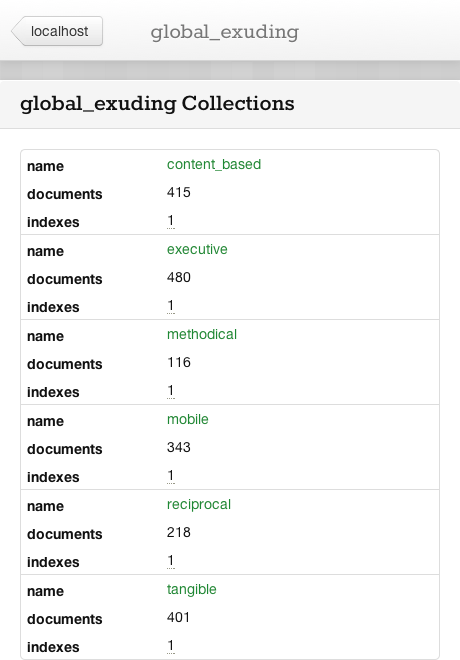 localhost global_exuding
global_exuding Collections
name content_based
documents 415
indexes 1
name executive
documents 480
indexes 1
name methodical
documents 116
indexes 1
name mobile
documents 343
indexes 1
name reciprocal
documents 218
indexes 1
name tangible
documents 401
indexes 1